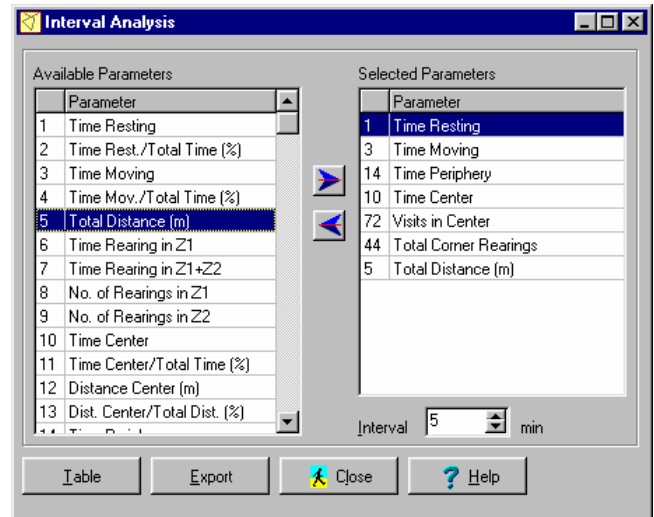 Interval Analysis
Available Parameters
Parameter
1 Time Resting
2 Time Rest./Total Time (%)
3 Time Moving
4 Time Mov./Total Time (%)
5 Total Distance (m)
6 Time Rearing in Z1
7 Time Rearing in Z1+Z2
8 No. of Rearings in Z1
9 No. of Rearings in Z2
10 Time Center
11 Time Center/Total Time (%)
12 Distance Center (m)
13 Dist. Center/Total Dist. (%)
Selected Parameters
Parameter
1 Time Resting
3 Time Moving
14 Time Periphery
10 Time Center
72 Visits in Center
44 Total Corner Rearings
5 Total Distance (m)
Interval 5 min
Table Export Close ? Help